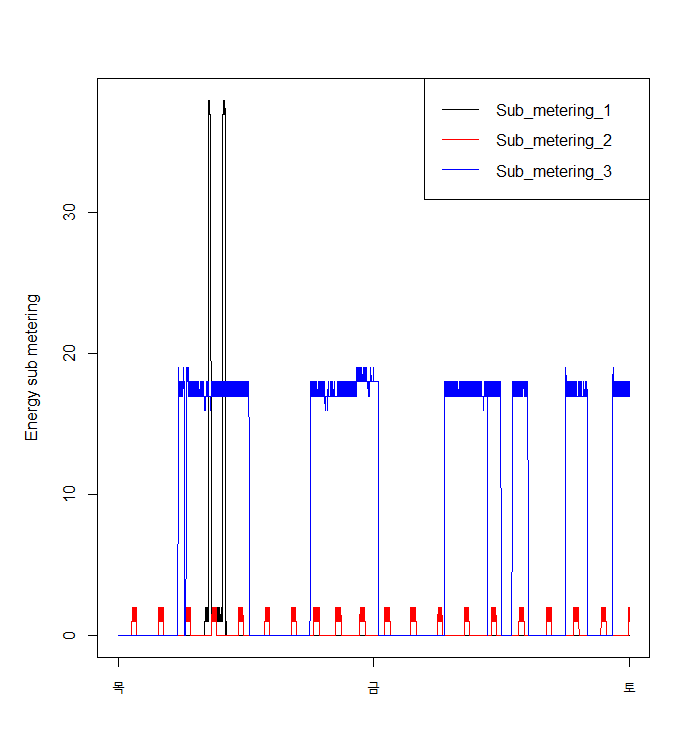 Sub_metering_1
Sub_metering_2
Sub_metering_3
Energy sub metering
30
20
10
0
목 금 토